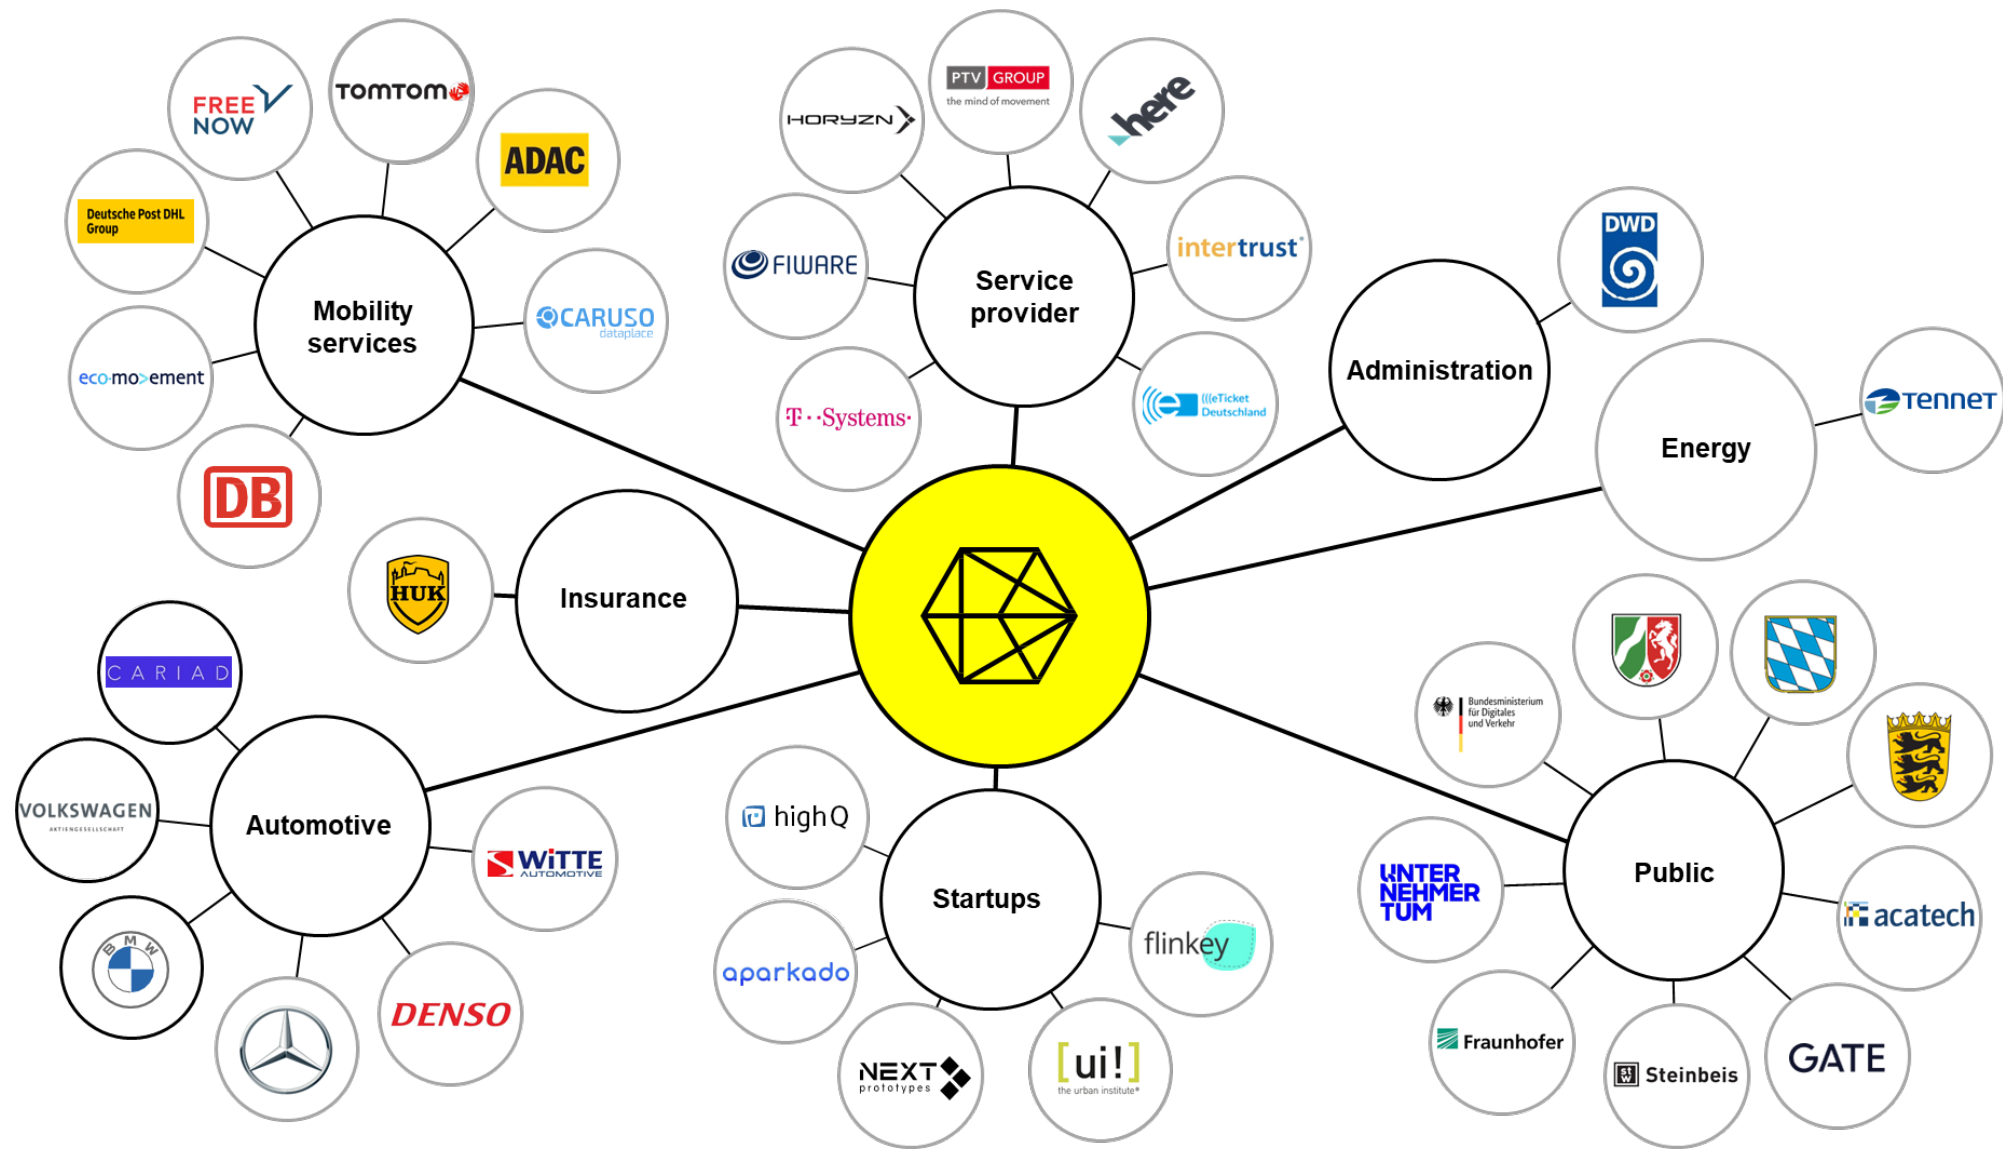 FREE
NOW
TOMTOM
ADAC
Deutsche Post DHL
Group
CARUSO
dataplace
eco·mo>ement
DB
Mobility
services
HORYZN
PTV GROUP
the mind of movement
here
FIWARE
intertrust
T··Systems·
(((eTicket
Deutschland
Service
provider
DWD
Administration
TENNET
Energy
HUK
Insurance
CARIAD
VOLKSWAGEN
AKTIENGESELLSCHAFT
BMW
DENSO
WiTTE
AUTOMOTIVE
Automotive
highQ
aparkado
NEXT
prototypes
[ui!]
the urban institute®
flinkey
Startups
Bundesministerium
für Digitales
und Verkehr
UNTER
NEHMER
TUM
Fraunhofer
stw
Steinbeis
GATE
acatech
Public